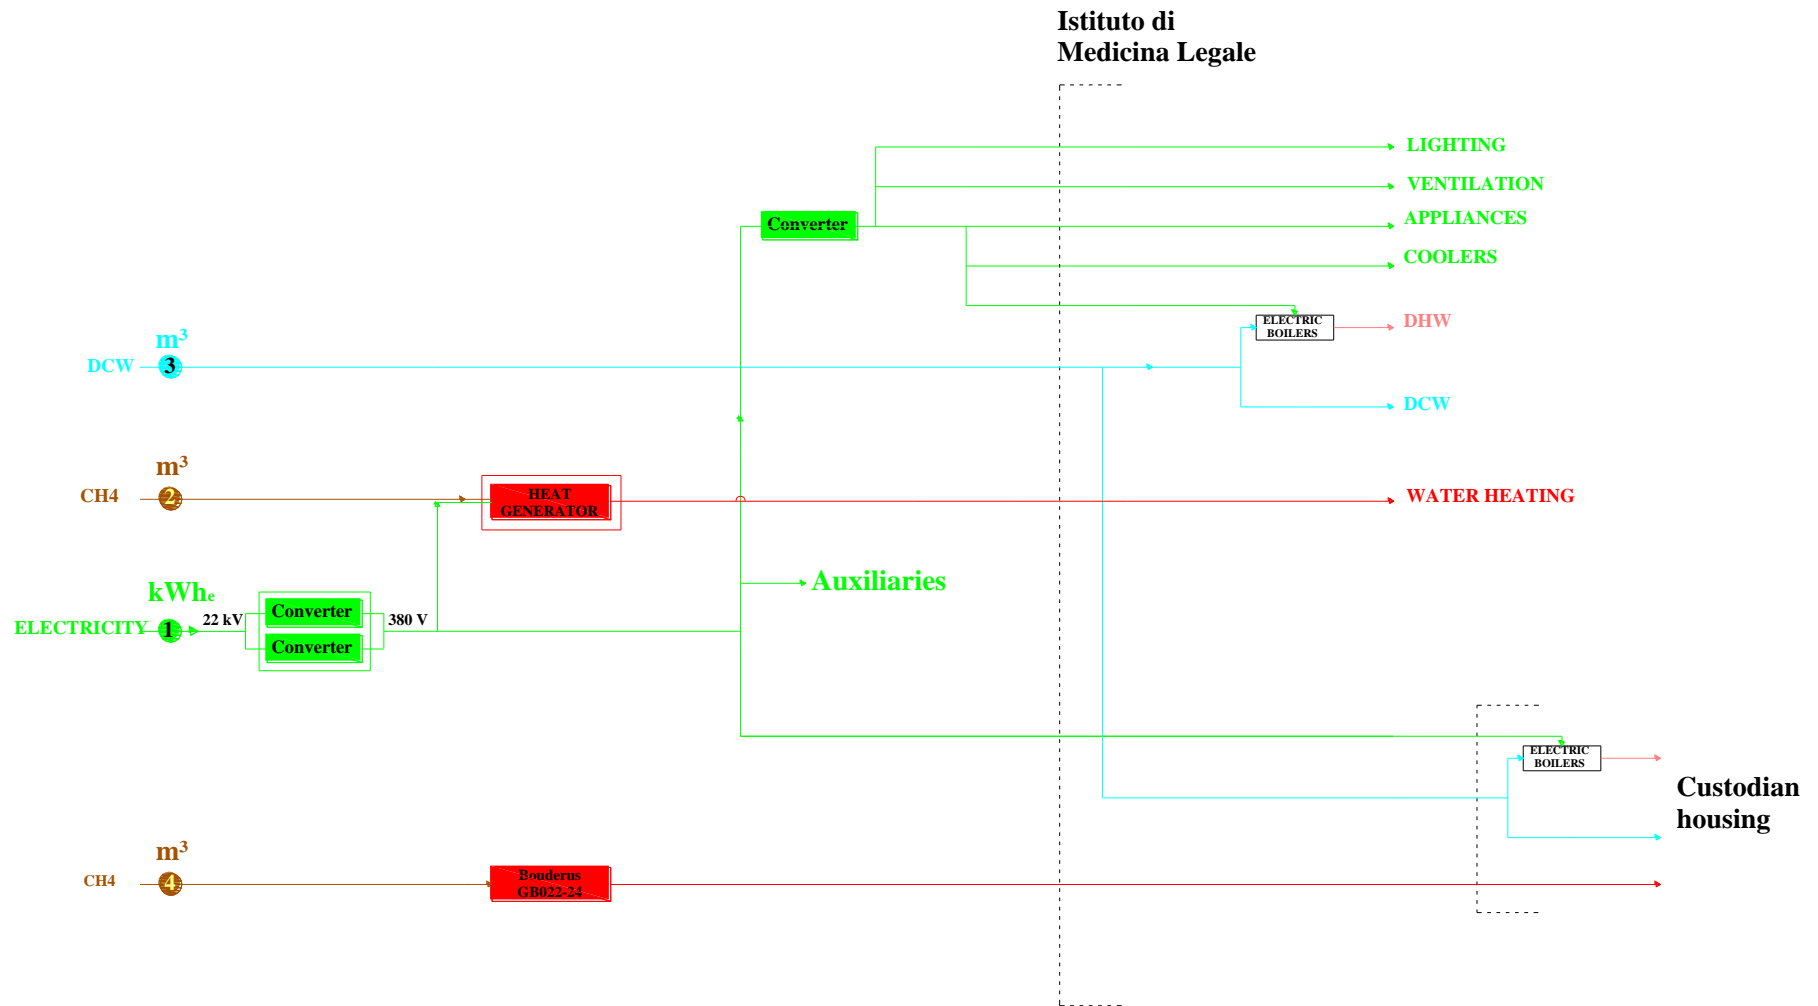 Istituto di
Medicina Legale
LIGHTING
VENTILATION
Converter
APPLIANCES
COOLERS
ELECTRIC
BOILERS
DHW
m³
DCW
3
DCW
m³
CH4
2
HEAT
GENERATOR
WATER HEATING
Auxiliaries
kWhe
ELECTRICITY
1
22 kV
Converter
Converter
380 V
ELECTRIC
BOILERS
Custodian
housing
m³
CH4
4
Bouderus
GB022-24